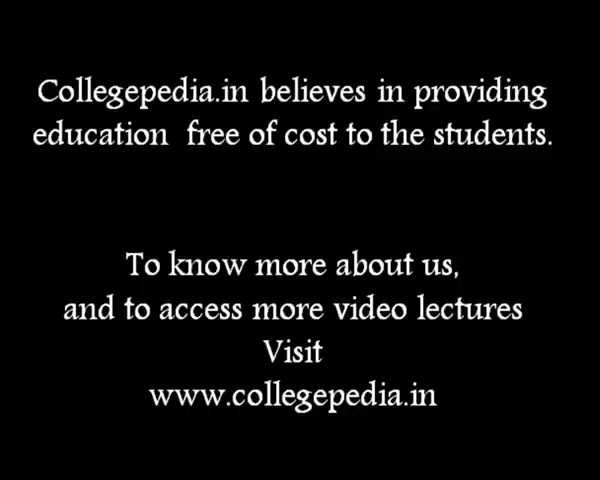 Collegepedia.in believes in providing
education free of cost to the students.
To know more about us,
and to access more video lectures
Visit
www.collegepedia.in